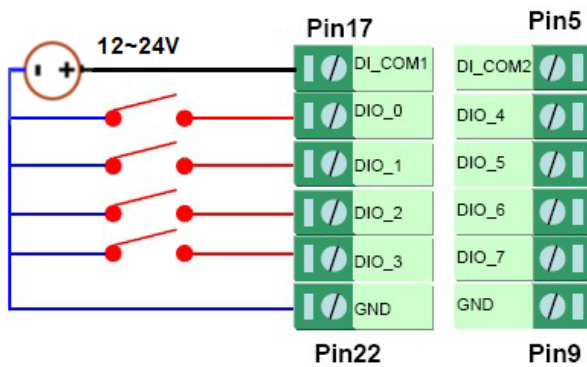 Pin17
Pin5
12~24V
- +
DI_COM1
DI_COM2
DIO_0
DIO_4
DIO_1
DIO_5
DIO_2
DIO_6
DIO_3
DIO_7
GND
GND
Pin22
Pin9